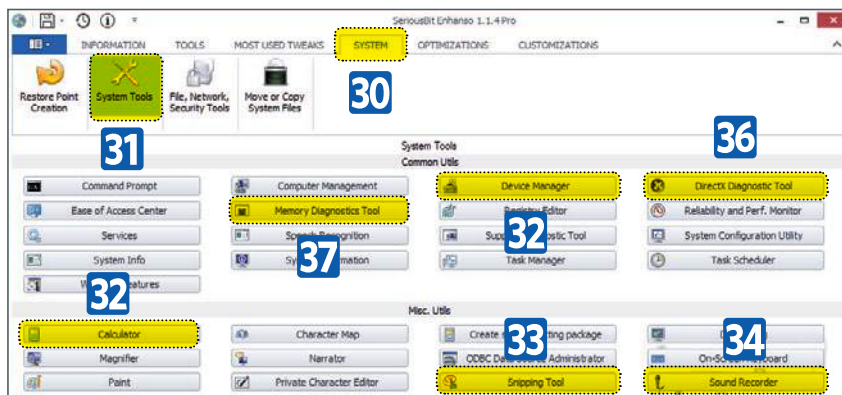 SeriousBit Enhanso 1.1.4 Pro
INFORMATION TOOLS MOST USED TWEAKS SYSTEM OPTIMIZATIONS CUSTOMIZATIONS
Restore Point Creation
System Tools
File, Network, Security Tools
Move or Copy System Files
30
31
36
System Tools
Common Utils
Command Prompt Computer Management Device Manager DirectX Diagnostic Tool
Ease of Access Center Memory Diagnostics Tool Registry Editor Reliability and Perf. Monitor
Services Speech Recognition Diagnostic Tool System Configuration Utility
System Info Task Manager Task Scheduler
32
37
32
Misc. Utils
Calculator Character Map Create package
Magnifier Narrator ODBC Data Source Administrator On-Screen Keyboard
Paint Private Character Editor Snipping Tool Sound Recorder
33
34